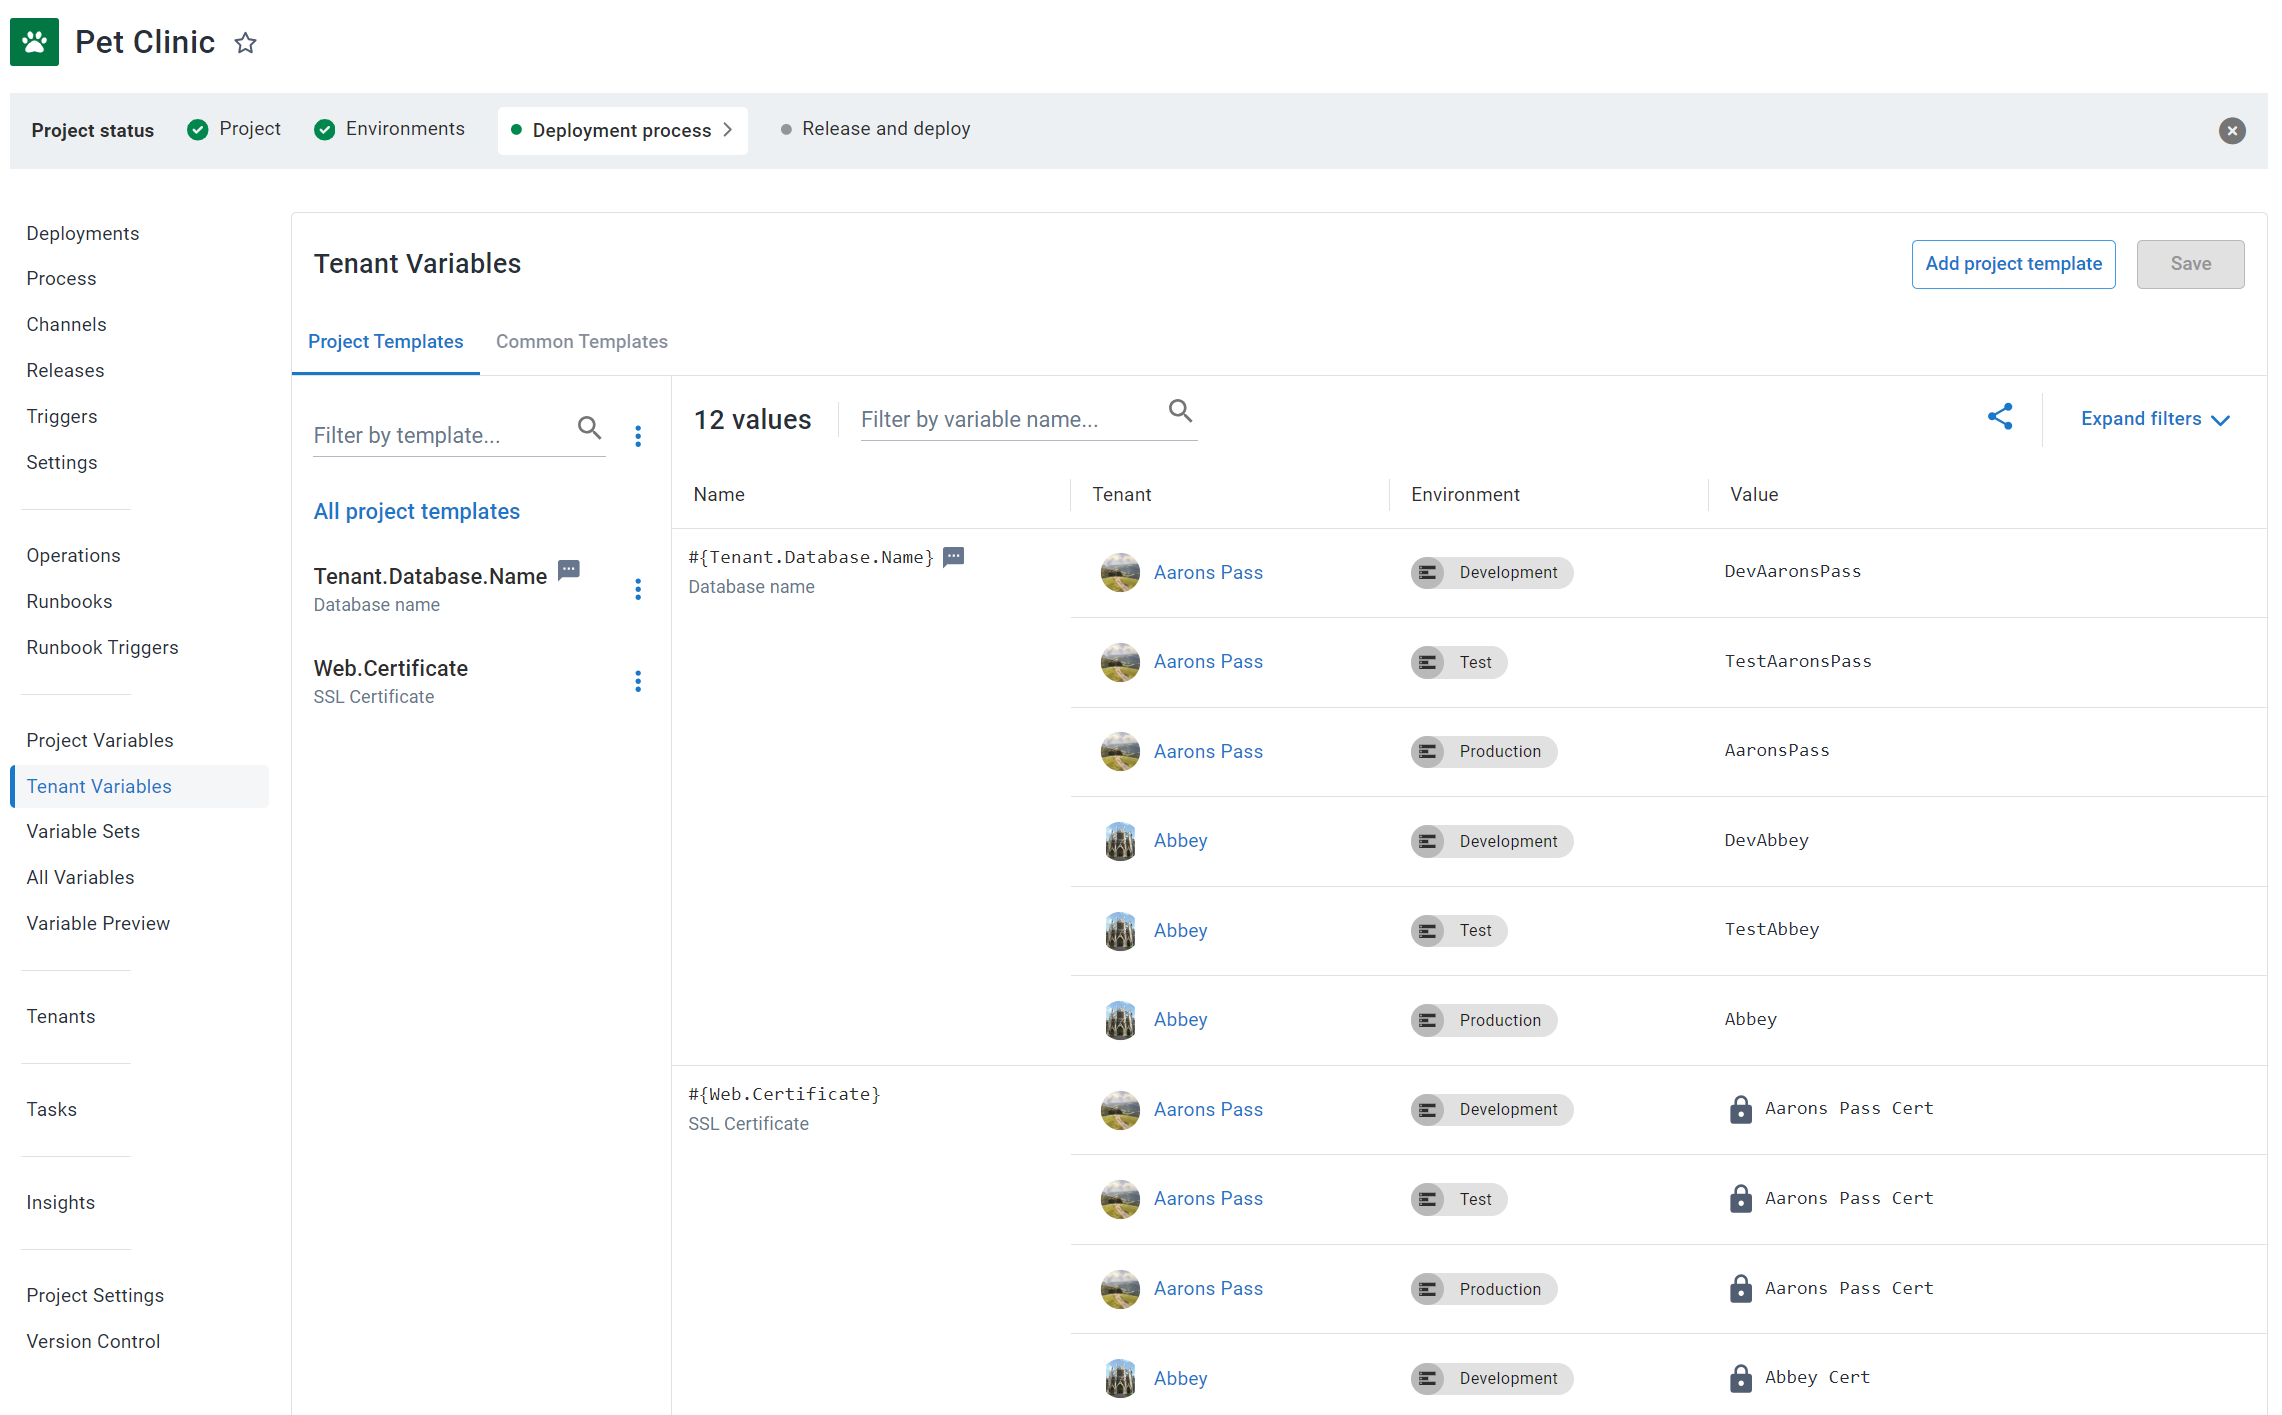 Pet Clinic
Project status
Project
Environments
Deployment process
Release and deploy
Deployments
Process
Channels
Releases
Triggers
Settings
Operations
Runbooks
Runbook Triggers
Project Variables
Tenant Variables
Variable Sets
All Variables
Variable Preview
Tenants
Tasks
Insights
Project Settings
Version Control
Tenant Variables
Add project template
Save
Project Templates
Common Templates
Filter by template...
All project templates
Tenant.Database.Name
Database name
Web.Certificate
SSL Certificate
12 values
Filter by variable name...
Expand filters
Name Tenant Environment Value
#{Tenant.Database.Name} Aarons Pass Development DevAaronsPass
Database name
Aarons Pass Test TestAaronsPass
Aarons Pass Production AaronsPass
Abbey Development DevAbbey
Abbey Test TestAbbey
Abbey Production Abbey
#{Web.Certificate} Aarons Pass Development Aarons Pass Cert
SSL Certificate
Aarons Pass Test Aarons Pass Cert
Aarons Pass Production Aarons Pass Cert
Abbey Development Abbey Cert